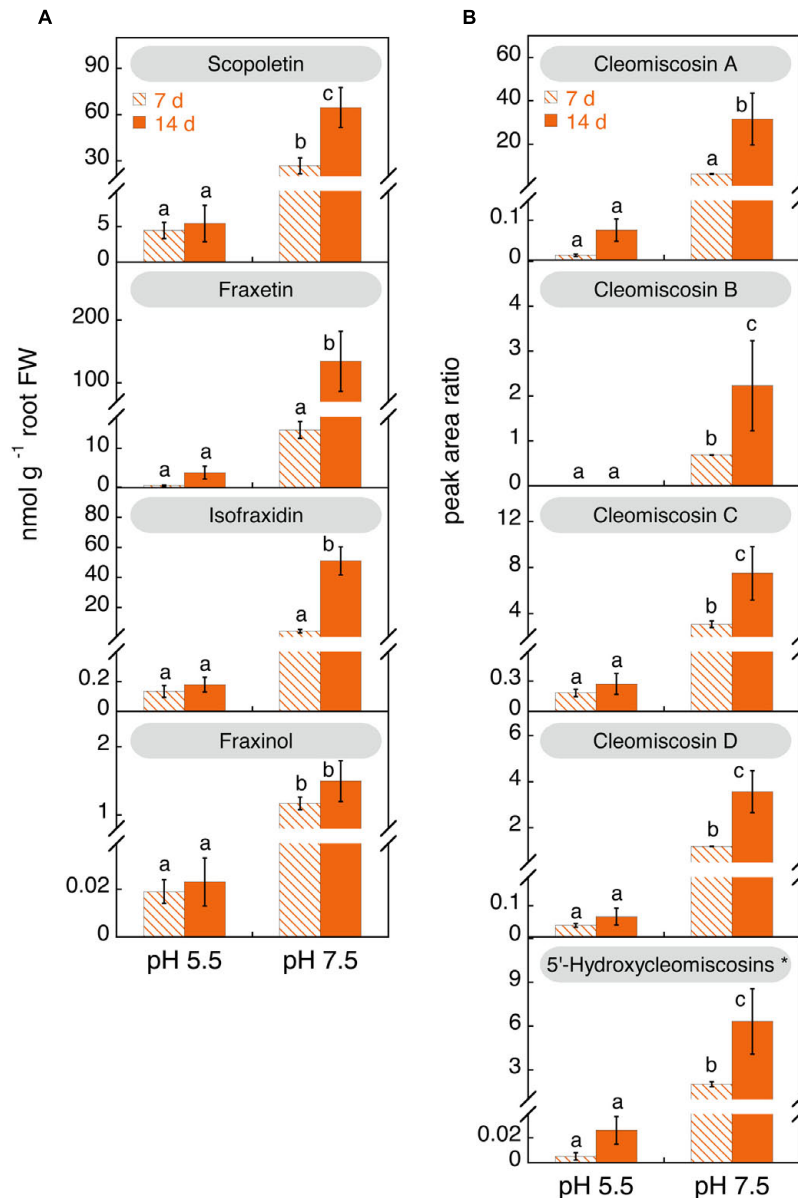 A
nmol g⁻¹ root FW
Scopoletin
7 d
14 d
90
60
30
5
0
a a b c
Fraxetin
200
100
10
0
a a a b
Isofraxidin
80
60
40
20
0.2
0
a a a b
Fraxinol
2
1
0.02
0
a a b b
pH 5.5 pH 7.5
B
peak area ratio
Cleomiscosin A
7 d
14 d
60
40
20
0.1
0
a a a b
Cleomiscosin B
4
3
2
1
0
a a b c
Cleomiscosin C
12
8
4
0.3
0
a a b c
Cleomiscosin D
6
4
2
0.1
0
a a b c
5'-Hydroxycleomiscosins *
9
6
3
0.02
0
a a b c
pH 5.5 pH 7.5